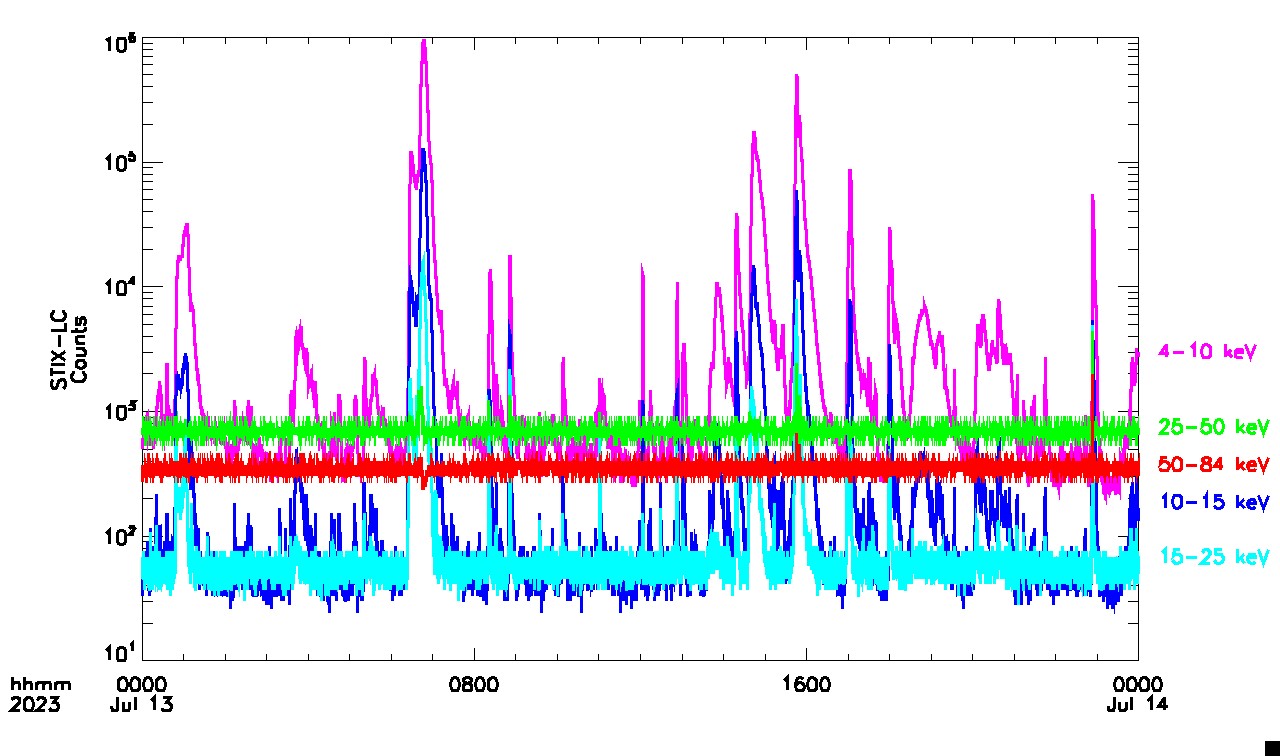 10⁶
10⁵
10⁴
10³
10²
10¹
STIX-LC
Counts
4-10 keV
25-50 keV
50-84 keV
10-15 keV
15-25 keV
hhmm 0000 0800 1600 0000
2023 Jul 13 Jul 14